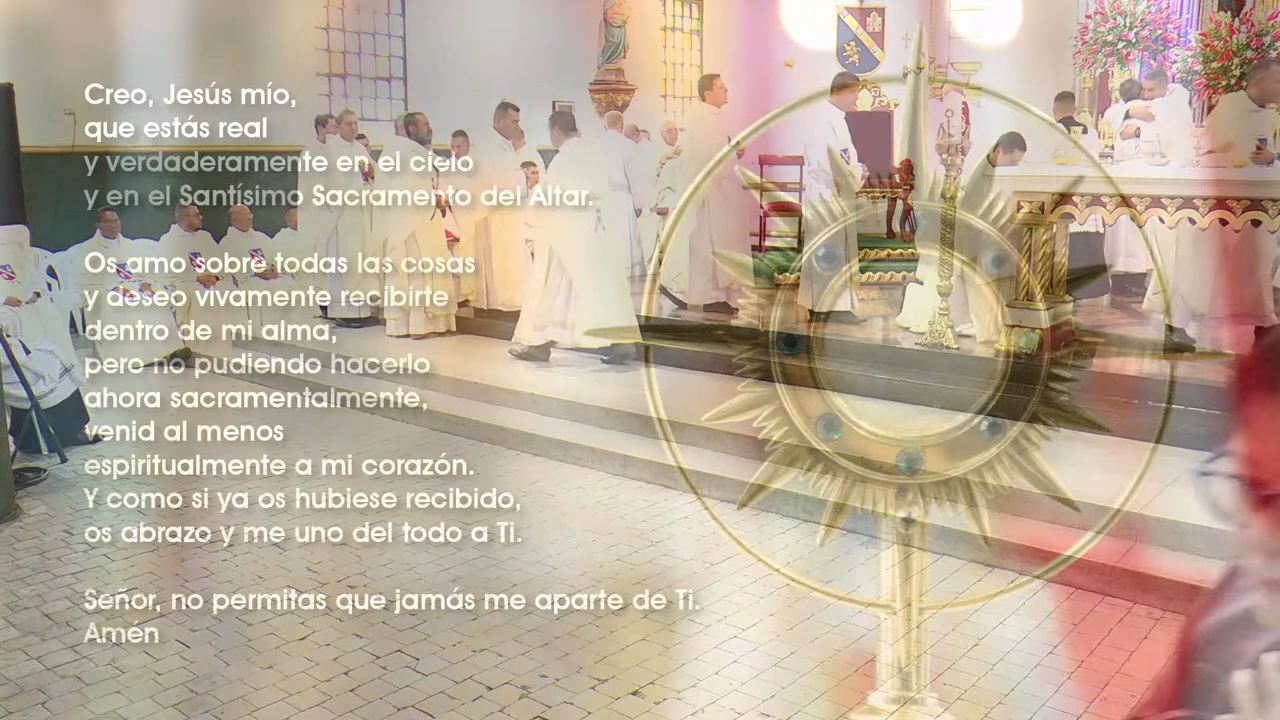 Creo, Jesús mío,
que estás real
y verdaderamente en el cielo
y en el Santísimo Sacramento del Altar.
Os amo sobre todas las cosas
y deseo vivamente recibirte
dentro de mi alma,
pero no pudiendo hacerlo
ahora sacramentalmente,
venid al menos
espiritualmente a mi corazón.
Y como si ya os hubiese recibido,
os abrazo y me uno del todo a Ti.
Señor, no permitas que jamás me aparte de Ti.
Amén